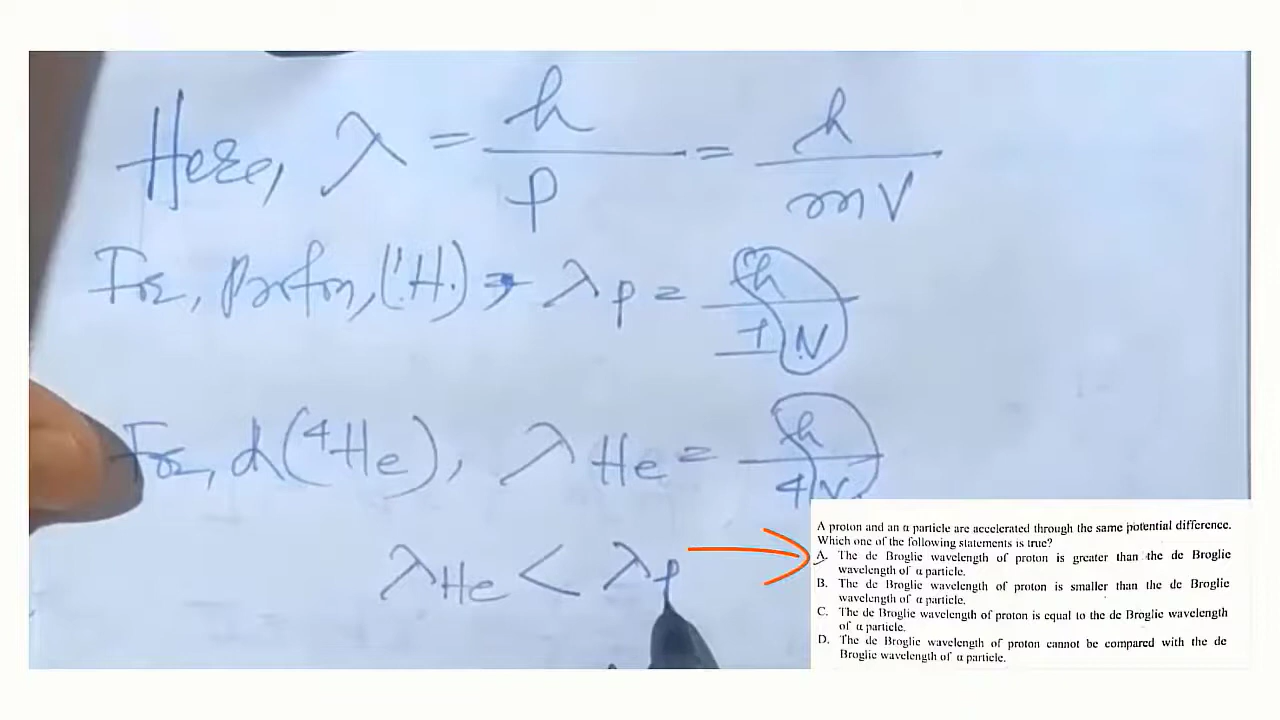 Here, λ = h/p = h/mV
For, Proton, (¹H) ⇒ λp = h/1V
For, α(⁴He), λHe = h/4V
λHe < λp
A proton and an α particle are accelerated through the same potential difference.
Which one of the following statements is true?
A. The de Broglie wavelength of proton is greater than the de Broglie
wavelength of α particle.
B. The de Broglie wavelength of proton is smaller than the de Broglie
wavelength of α particle.
C. The de Broglie wavelength of proton is equal to the de Broglie wavelength
of α particle.
D. The de Broglie wavelength of proton cannot be compared with the de
Broglie wavelength of α particle.